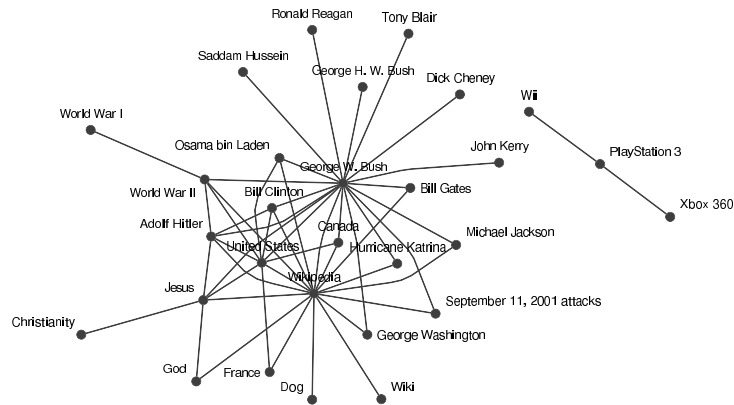 Ronald Reagan
Tony Blair
Saddam Hussein
George H. W. Bush
Dick Cheney
Wii
World War I
Osama bin Laden
George W. Bush
John Kerry
PlayStation 3
World War II
Bill Clinton
Bill Gates
Xbox 360
Adolf Hitler
Canada
Michael Jackson
United States
Hurricane Katrina
Wikipedia
Jesus
September 11, 2001 attacks
Christianity
George Washington
God
France
Dog
Wiki